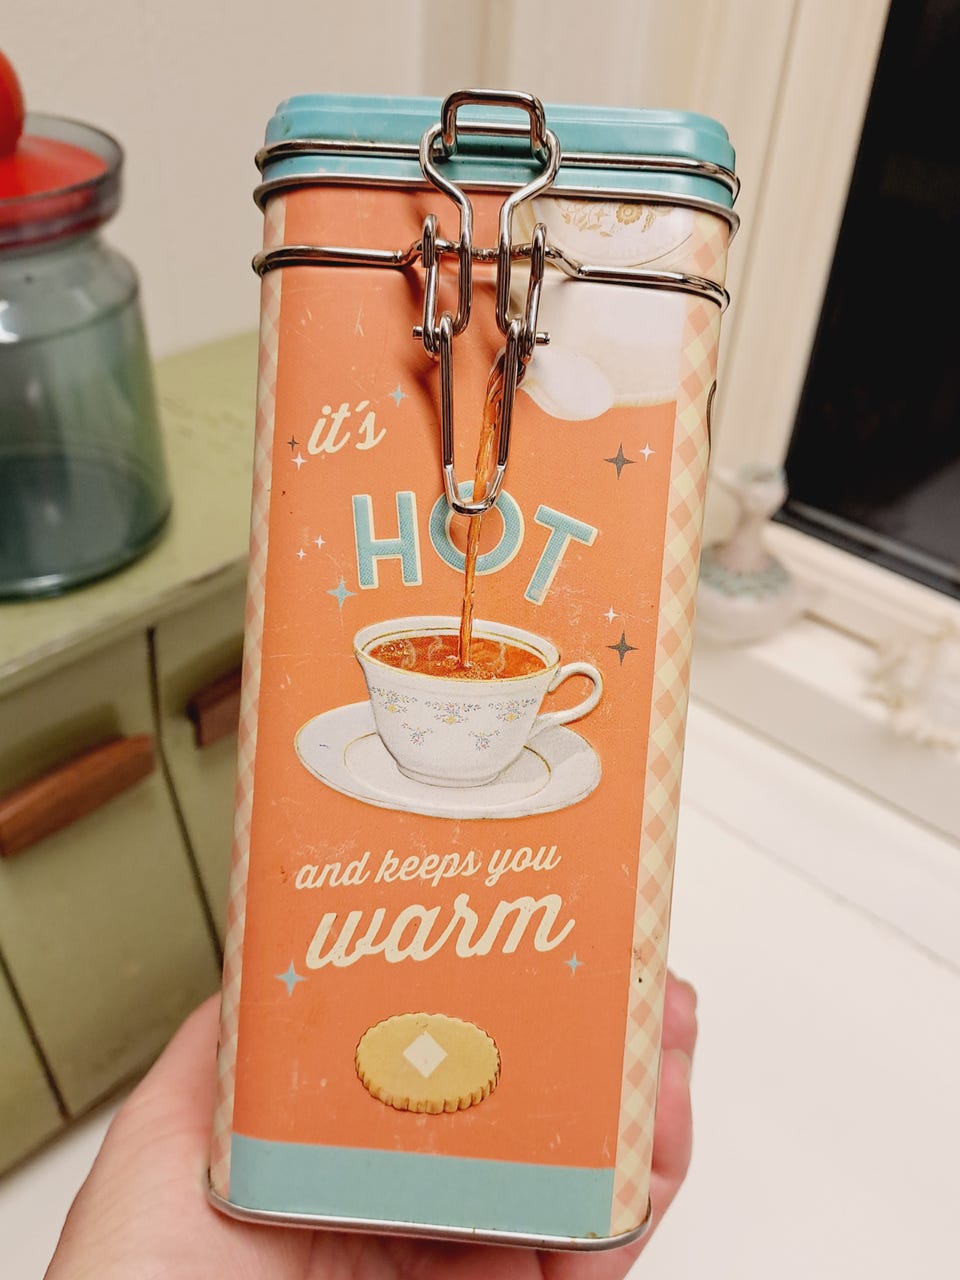 it's
HOT
and keeps you
warm